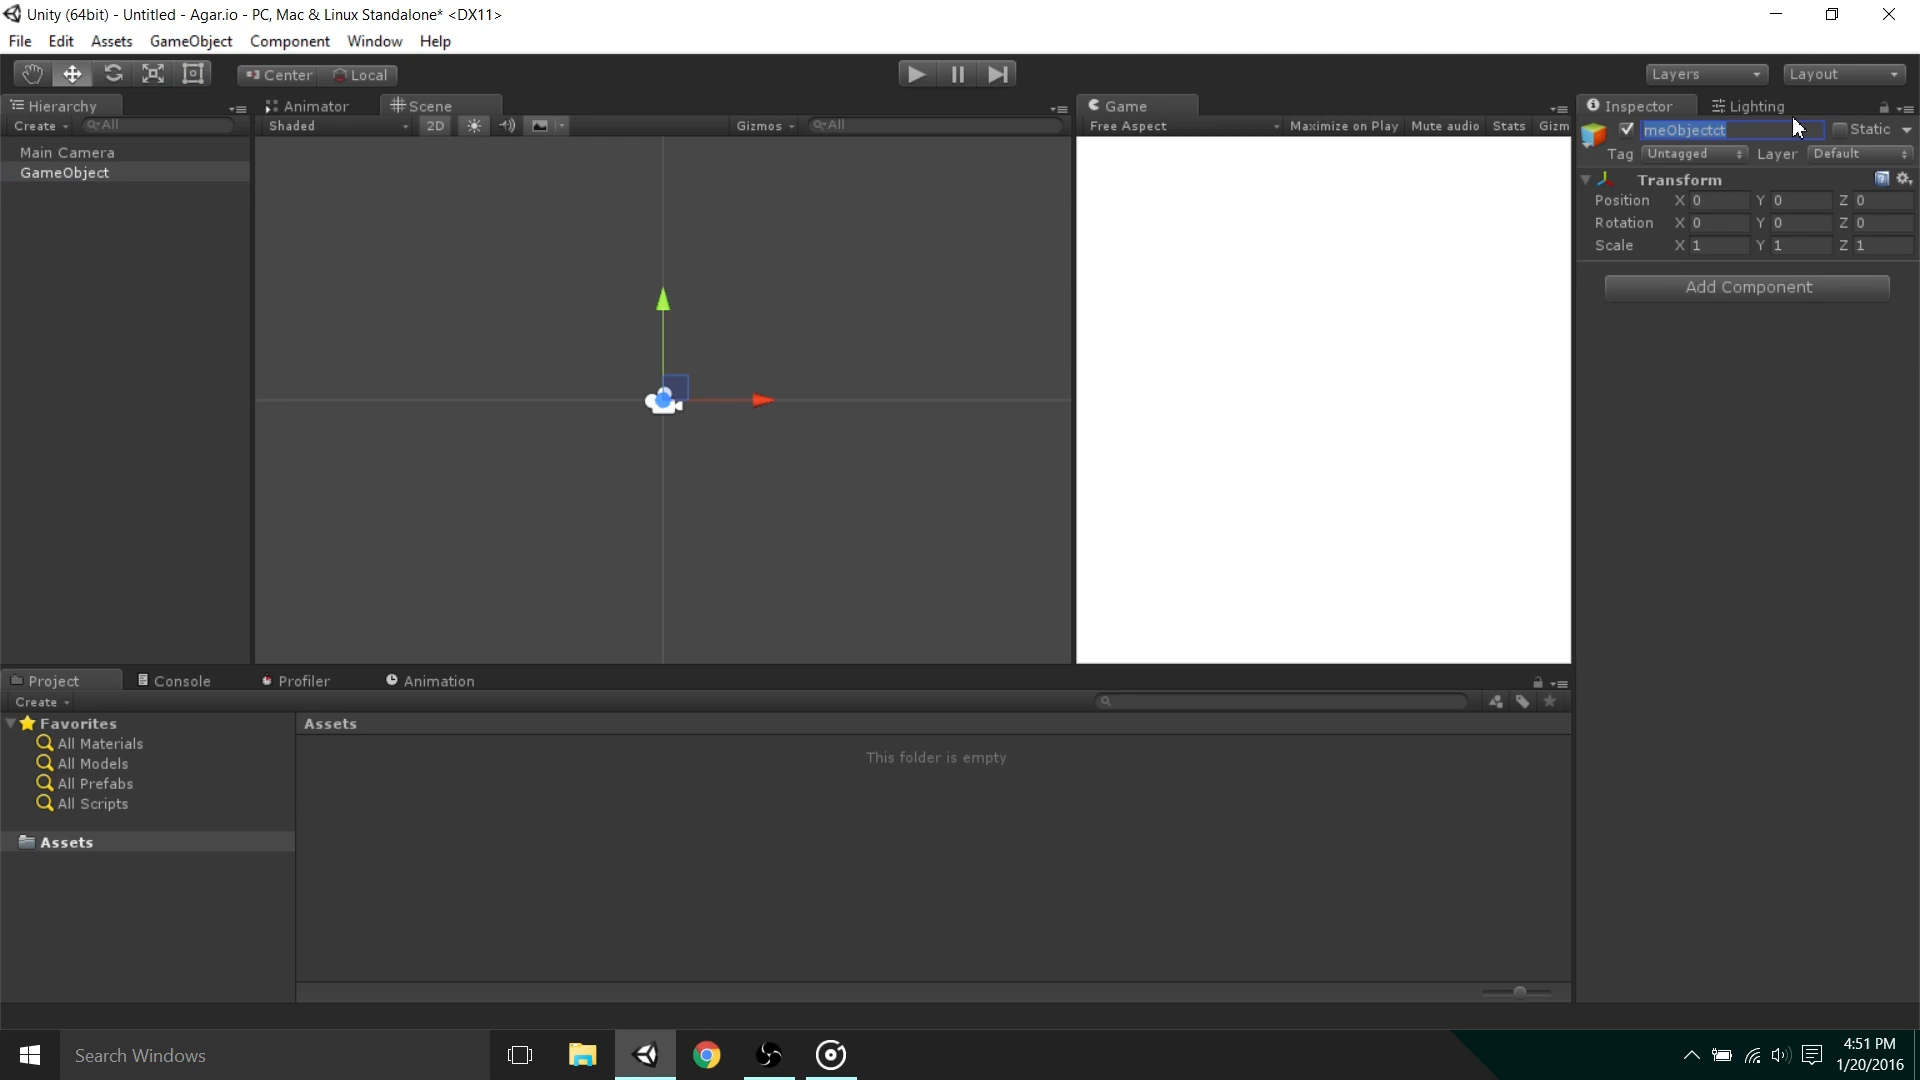 Unity (64bit) - Untitled - Agar.io - PC, Mac & Linux Standalone* <DX11>
File Edit Assets GameObject Component Window Help
Center Local Layers Layout
Hierarchy Animator Scene Game Inspector Lighting
Create All Shaded 2D Gizmos All Free Aspect Maximize on Play Mute audio Stats Gizm meObjectct Static
Main Camera
GameObject
Tag Untagged Layer Default
Transform
Position X 0 Y 0 Z 0
Rotation X 0 Y 0 Z 0
Scale X 1 Y 1 Z 1
Add Component
Project Console Profiler Animation
Create
Favorites
All Materials
All Models
All Prefabs
All Scripts
Assets
Assets
This folder is empty
Search Windows
4:51 PM
1/20/2016